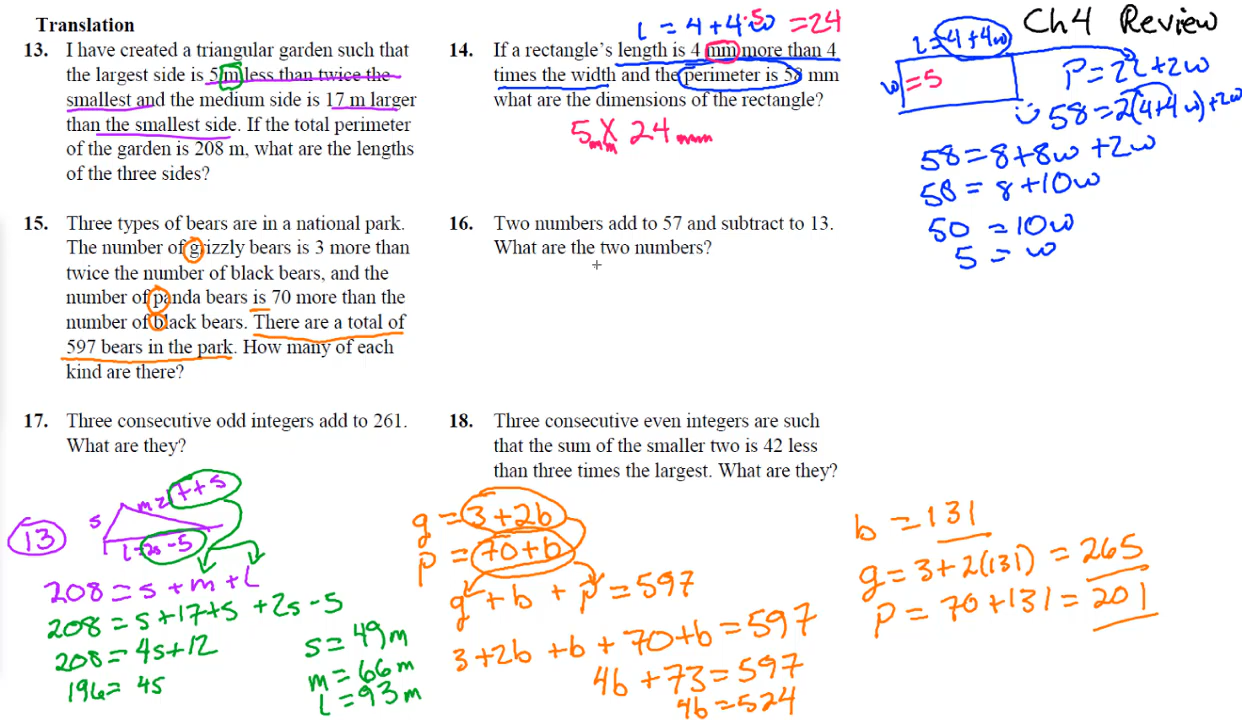 Ch4 Review
Translation
13. I have created a triangular garden such that
the largest side is 5 m less than twice the
smallest and the medium side is 17 m larger
than the smallest side. If the total perimeter
of the garden is 208 m, what are the lengths
of the three sides?
l = 4 + 4·5 = 24
14. If a rectangle's length is 4 mm more than 4
times the width and the perimeter is 58 mm
what are the dimensions of the rectangle?
5mm X 24 mm
l = 4+4w
w = 5
P = 2l + 2w
58 = 2(4+4w) + 2w
58 = 8 + 8w + 2w
58 = 8 + 10w
50 = 10w
5 = w
15. Three types of bears are in a national park.
The number of grizzly bears is 3 more than
twice the number of black bears, and the
number of panda bears is 70 more than the
number of black bears. There are a total of
597 bears in the park. How many of each
kind are there?
16. Two numbers add to 57 and subtract to 13.
What are the two numbers?
17. Three consecutive odd integers add to 261.
What are they?
18. Three consecutive even integers are such
that the sum of the smaller two is 42 less
than three times the largest. What are they?
13
s
l = 2s - 5
208 = s + m + l
208 = s + 17 + s + 2s - 5
208 = 4s + 12
196 = 4s
s = 49 m
m = 66 m
l = 93 m
g = 3 + 2b
p = 70 + b
g + b + p = 597
3 + 2b + b + 70 + b = 597
4b + 73 = 597
4b = 524
b = 131
g = 3 + 2(131) = 265
p = 70 + 131 = 201